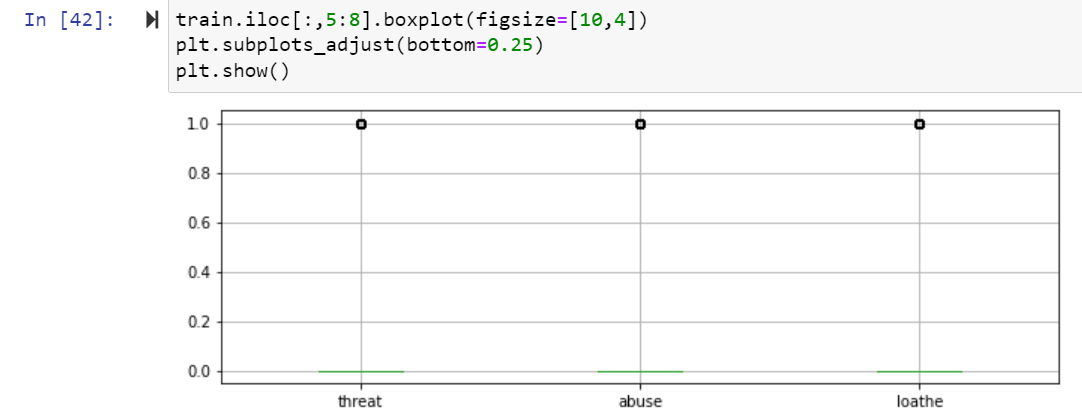 In [42]:
train.iloc[:,5:8].boxplot(figsize=[10,4])
plt.subplots_adjust(bottom=0.25)
plt.show()
1.0
0.8
0.6
0.4
0.2
0.0
threat abuse loathe